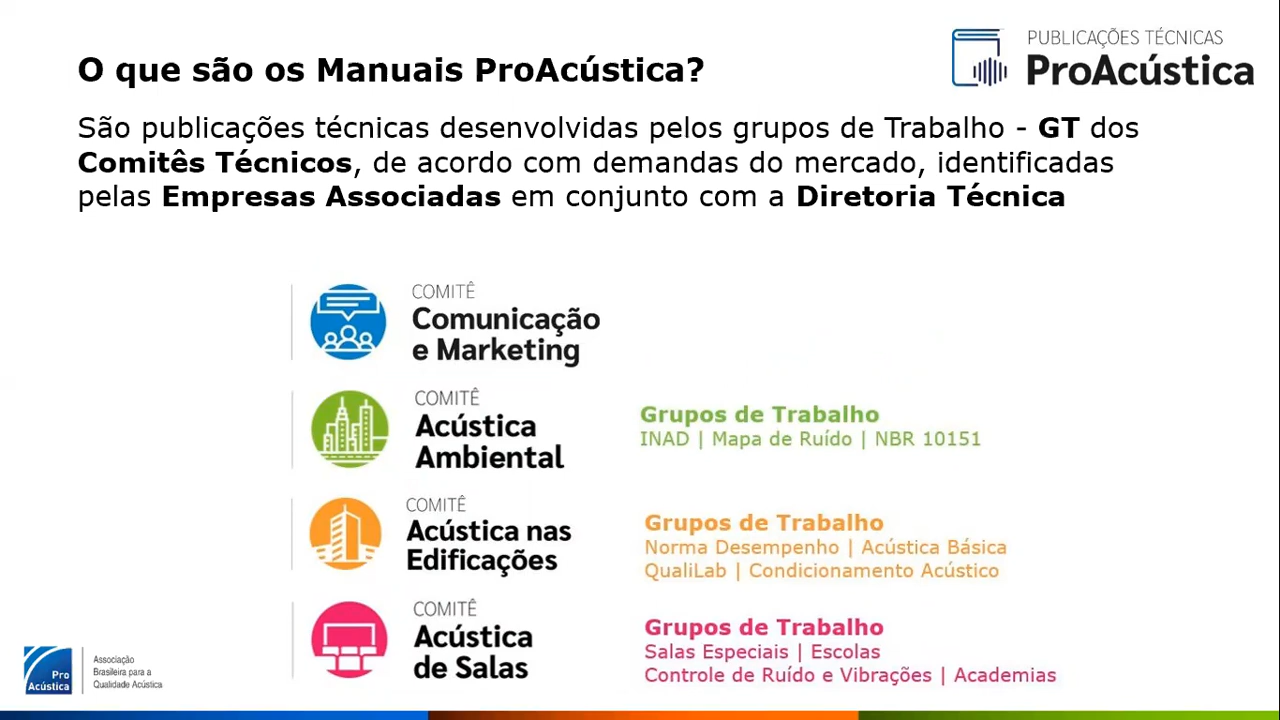 O que são os Manuais ProAcústica?
PUBLICAÇÕES TÉCNICAS
ProAcústica
São publicações técnicas desenvolvidas pelos grupos de Trabalho - GT dos
Comitês Técnicos, de acordo com demandas do mercado, identificadas
pelas Empresas Associadas em conjunto com a Diretoria Técnica
COMITÊ
Comunicação
e Marketing
COMITÊ
Acústica
Ambiental
Grupos de Trabalho
INAD | Mapa de Ruído | NBR 10151
COMITÊ
Acústica nas
Edificações
Grupos de Trabalho
Norma Desempenho | Acústica Básica
QualiLab | Condicionamento Acústico
COMITÊ
Acústica
de Salas
Grupos de Trabalho
Salas Especiais | Escolas
Controle de Ruído e Vibrações | Academias
Pro
Acústica
Associação
Brasileira para a
Qualidade Acústica